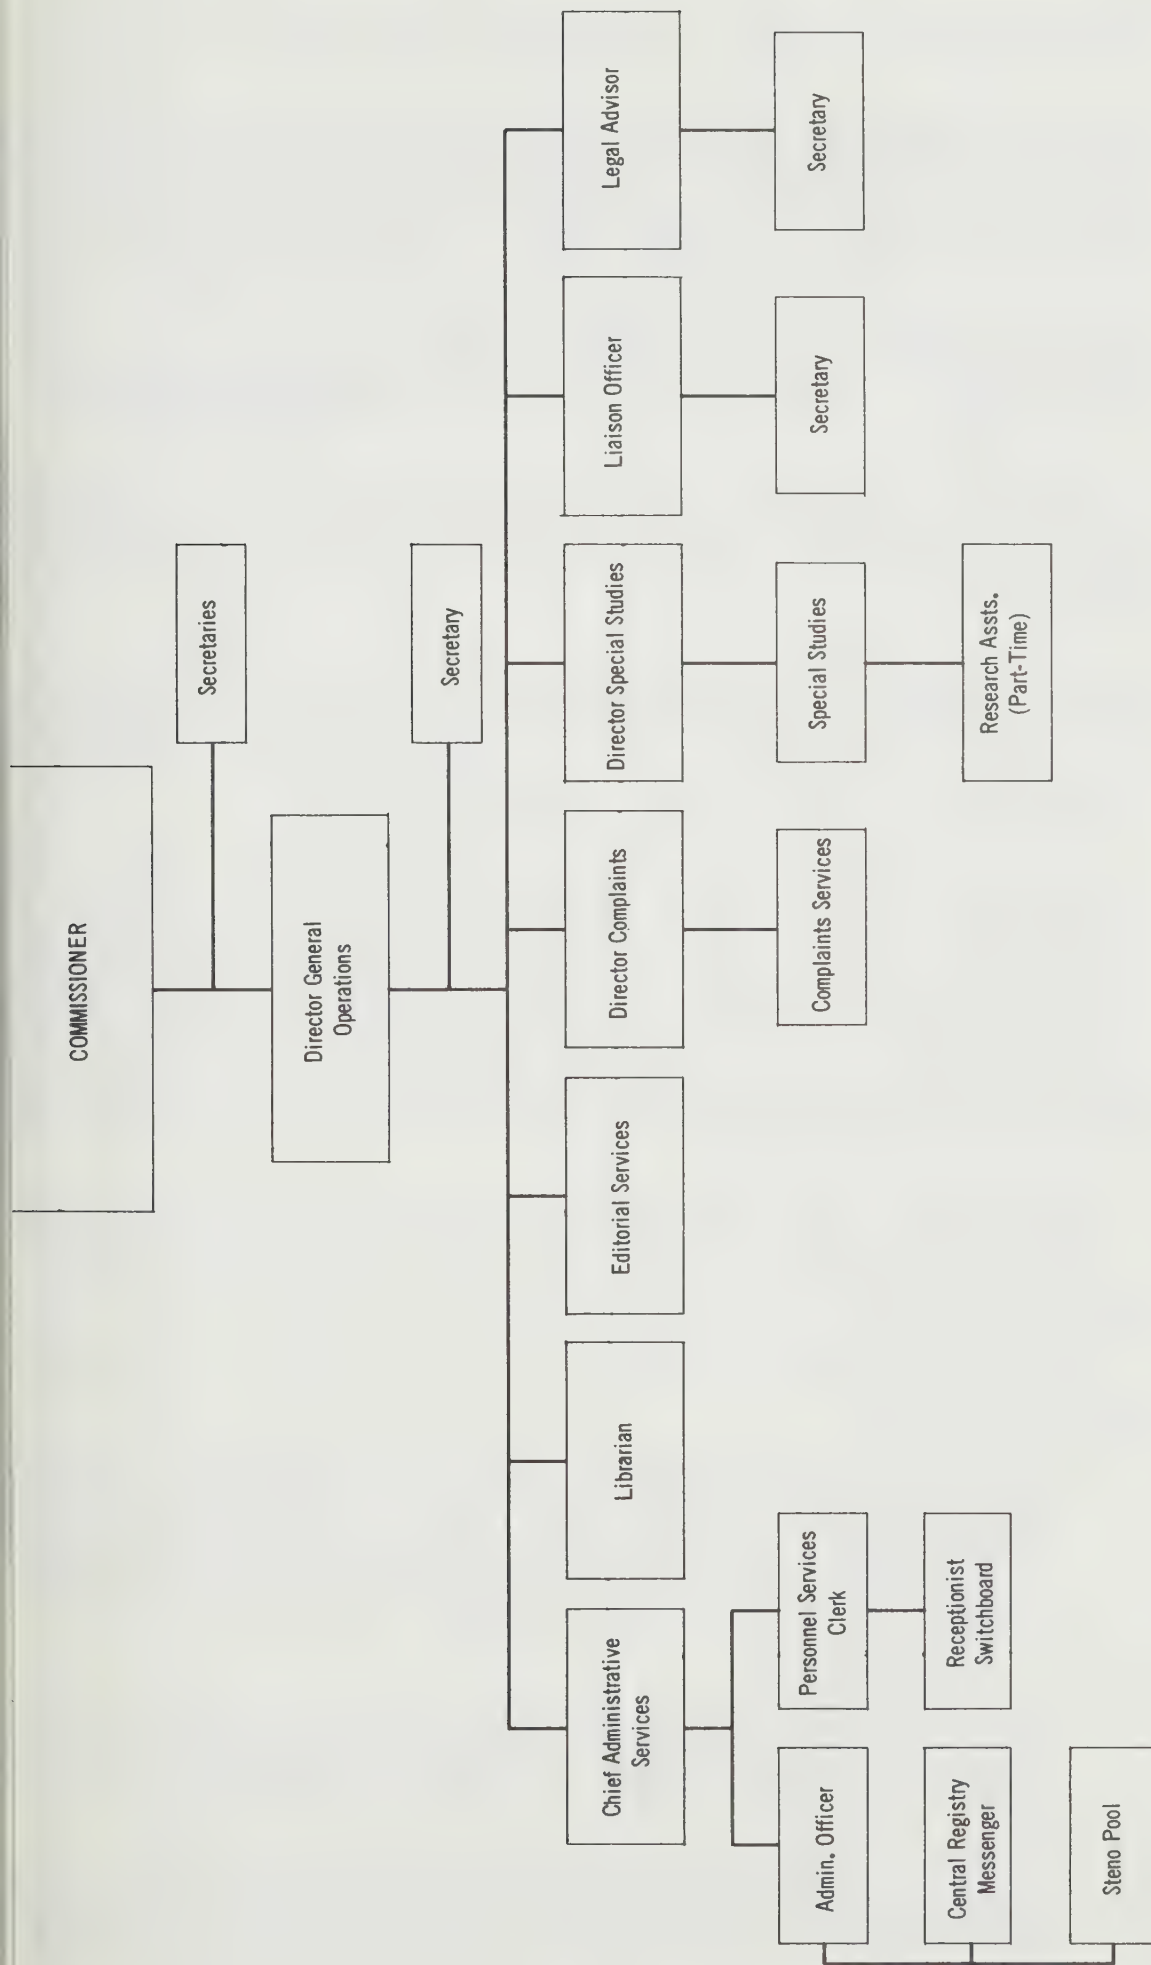 COMMISSIONER
Secretaries
Director General
Operations
Secretary
Chief Administrative
Services
Librarian
Editorial Services
Director Complaints
Director Special Studies
Liaison Officer
Legal Advisor
Admin. Officer
Personnel Services
Clerk
Complaints Services
Special Studies
Secretary
Secretary
Central Registry
Messenger
Receptionist
Switchboard
Research Assts.
(Part-Time)
Steno Pool